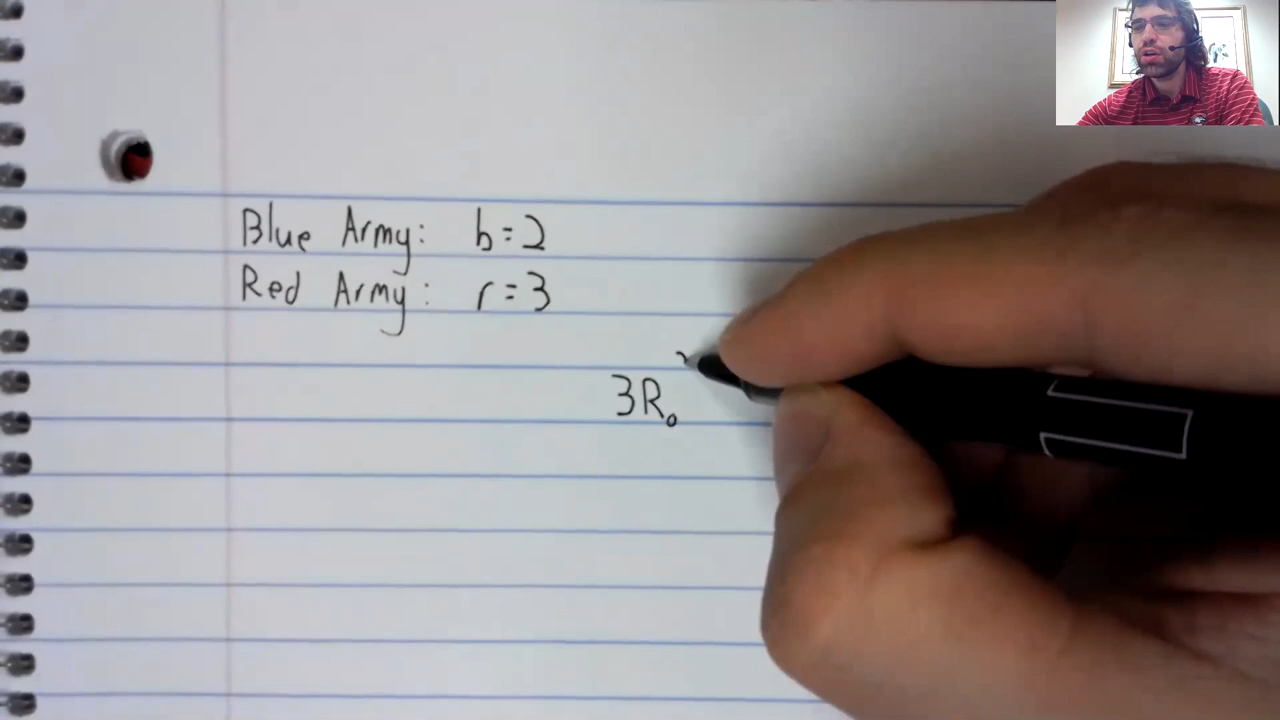 Blue Army: b=2
Red Army: r=3
3R₀